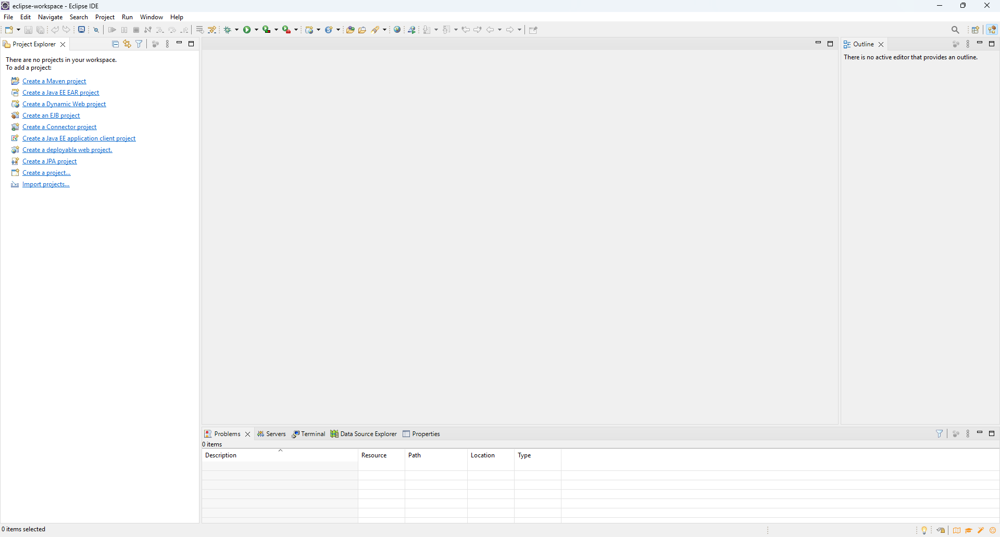 eclipse-workspace - Eclipse IDE
File Edit Navigate Search Project Run Window Help
Project Explorer
There are no projects in your workspace.
To add a project:
Create a Maven project
Create a Java EE EAR project
Create a Dynamic Web project
Create an EJB project
Create a Connector project
Create a Java EE application client project
Create a deployable web project.
Create a JPA project
Create a project...
Import projects...
Outline
There is no active editor that provides an outline.
Problems Servers Terminal Data Source Explorer Properties
0 items
Description Resource Path Location Type
0 items selected